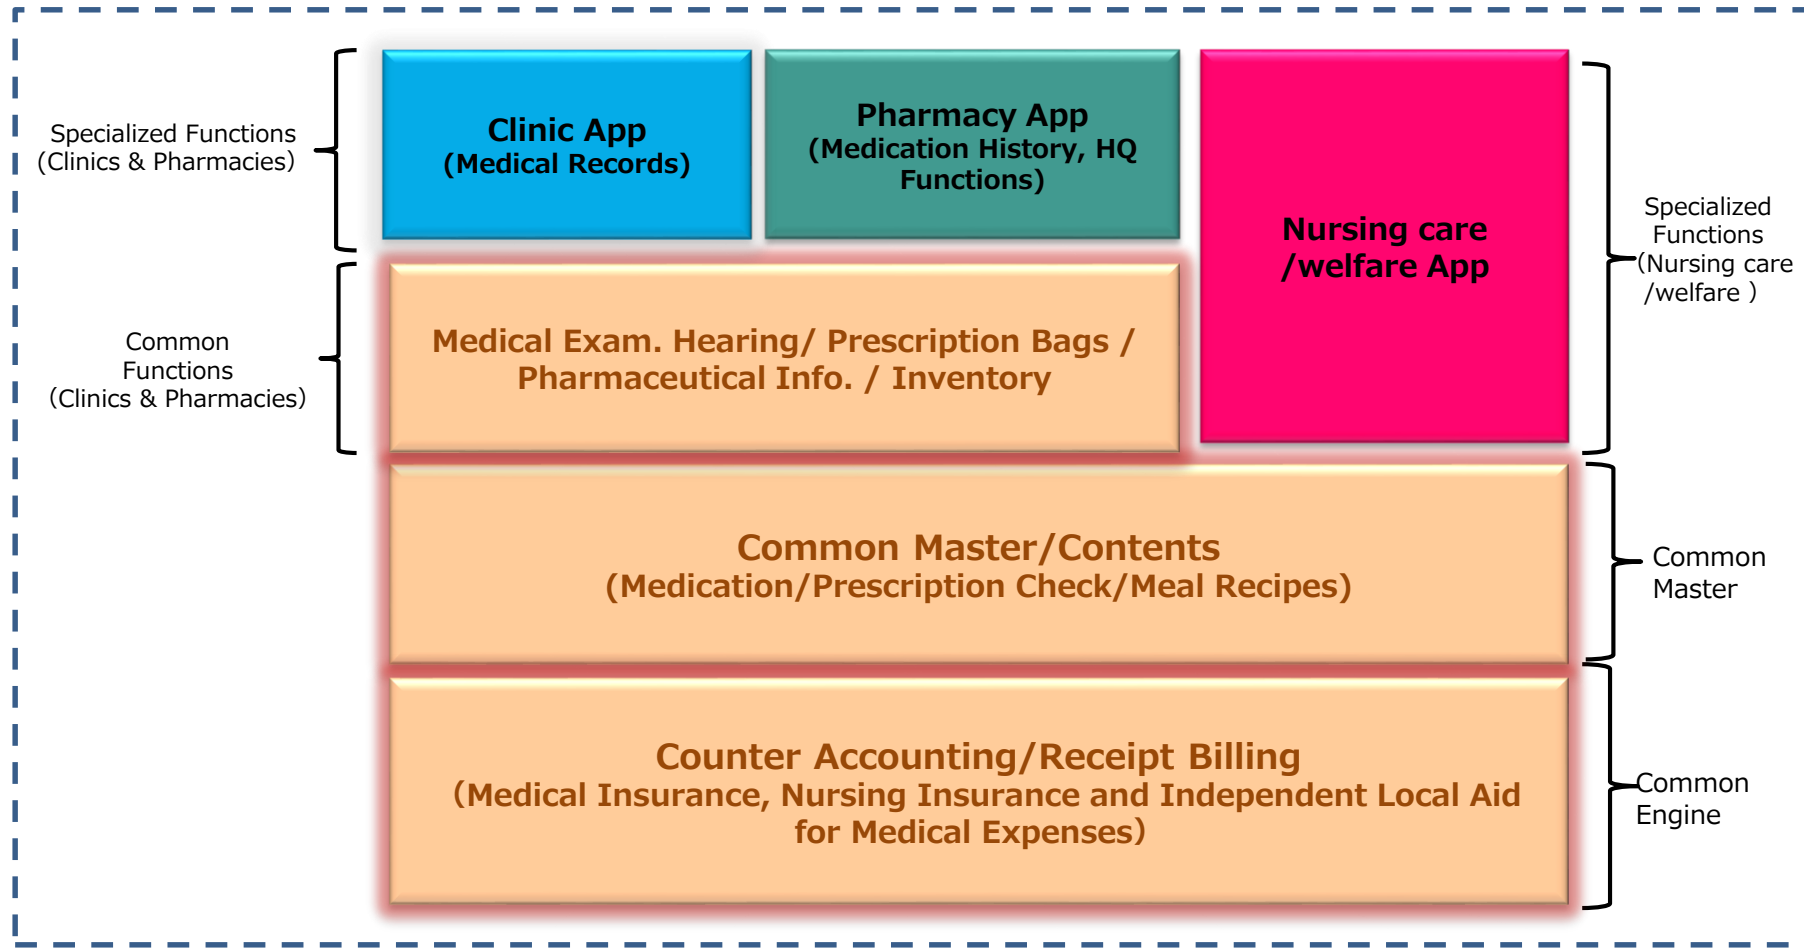 Specialized Functions
(Clinics & Pharmacies）
Clinic App
(Medical Records)
Pharmacy App
(Medication History, HQ
Functions)
Nursing care
/welfare App
Specialized
Functions
（Nursing care
/welfare ）
Common
Functions
（Clinics & Pharmacies）
Medical Exam. Hearing/ Prescription Bags /
Pharmaceutical Info. / Inventory
Common Master/Contents
(Medication/Prescription Check/Meal Recipes)
Common
Master
Counter Accounting/Receipt Billing
（Medical Insurance, Nursing Insurance and Independent Local Aid
for Medical Expenses）
Common
Engine